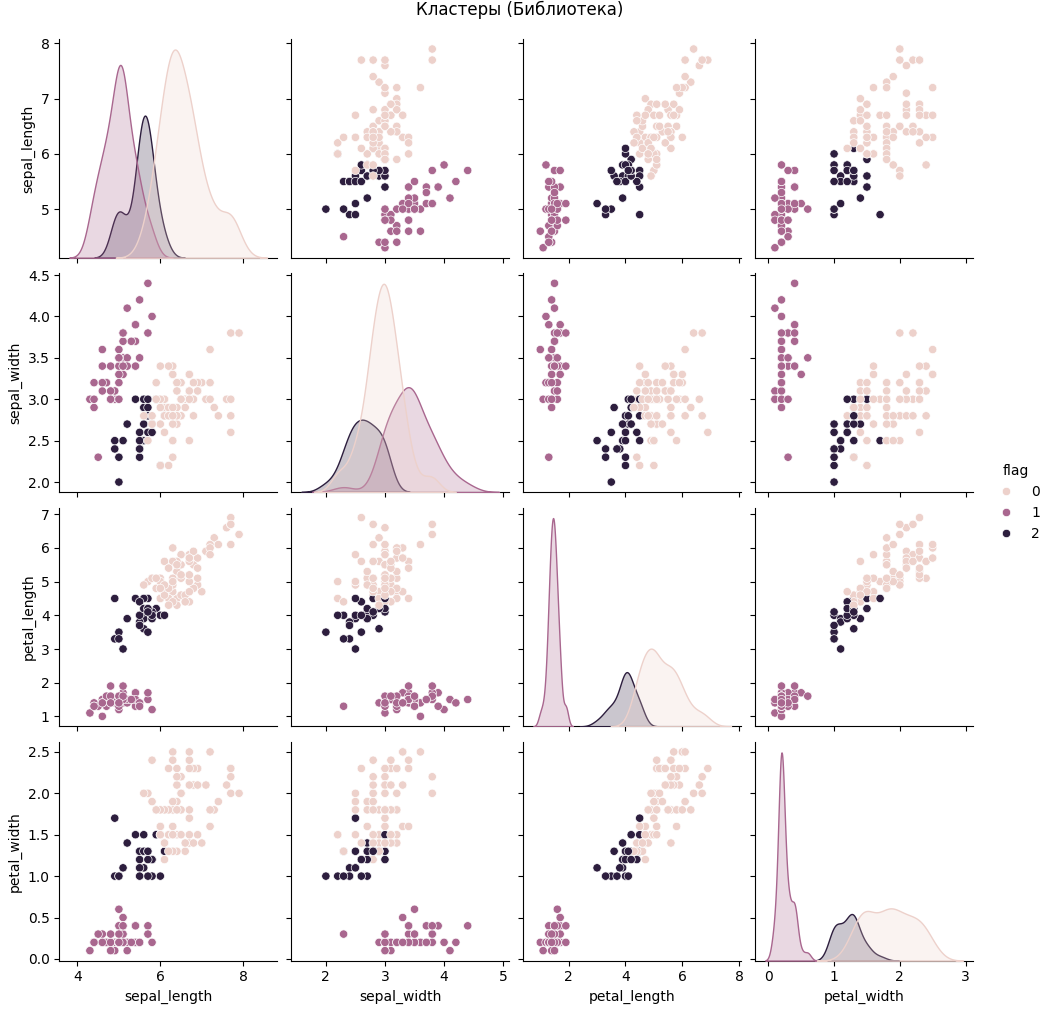 Кластеры (Библиотека)
8
7
6
5
sepal_length
4.5
4.0
3.5
3.0
2.5
2.0
sepal_width
flag
0
1
2
7
6
5
4
3
2
1
petal_length
2.5
2.0
1.5
1.0
0.5
0.0
petal_width
4 6 8
2 3 4 5
2 4 6 8
0 1 2 3
sepal_length sepal_width petal_length petal_width